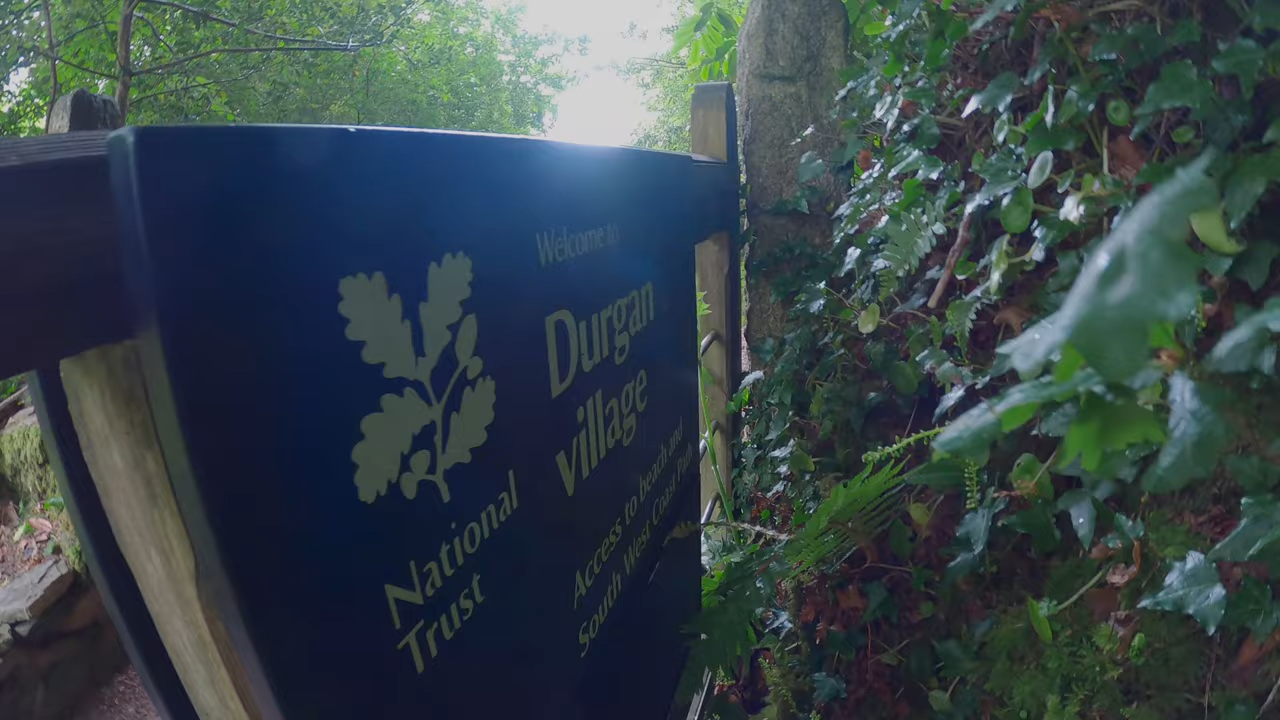 National
Trust
Welcome to
Durgan
village
Access to beach and
South West Coast Path